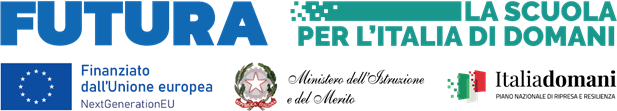 FUTURA
LA SCUOLA
PER L'ITALIA DI DOMANI
Finanziato
dall'Unione europea
NextGenerationEU
Ministero dell'Istruzione
e del Merito
Italiadomani
PIANO NAZIONALE DI RIPRESA E RESILIENZA